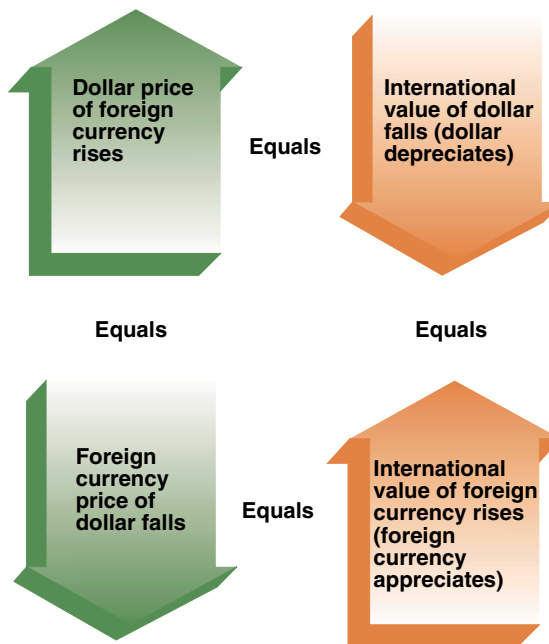 Dollar price
of foreign
currency
rises
Equals
International
value of dollar
falls (dollar
depreciates)
Equals
Equals
Foreign
currency
price of
dollar falls
Equals
International
value of foreign
currency rises
(foreign
currency
appreciates)